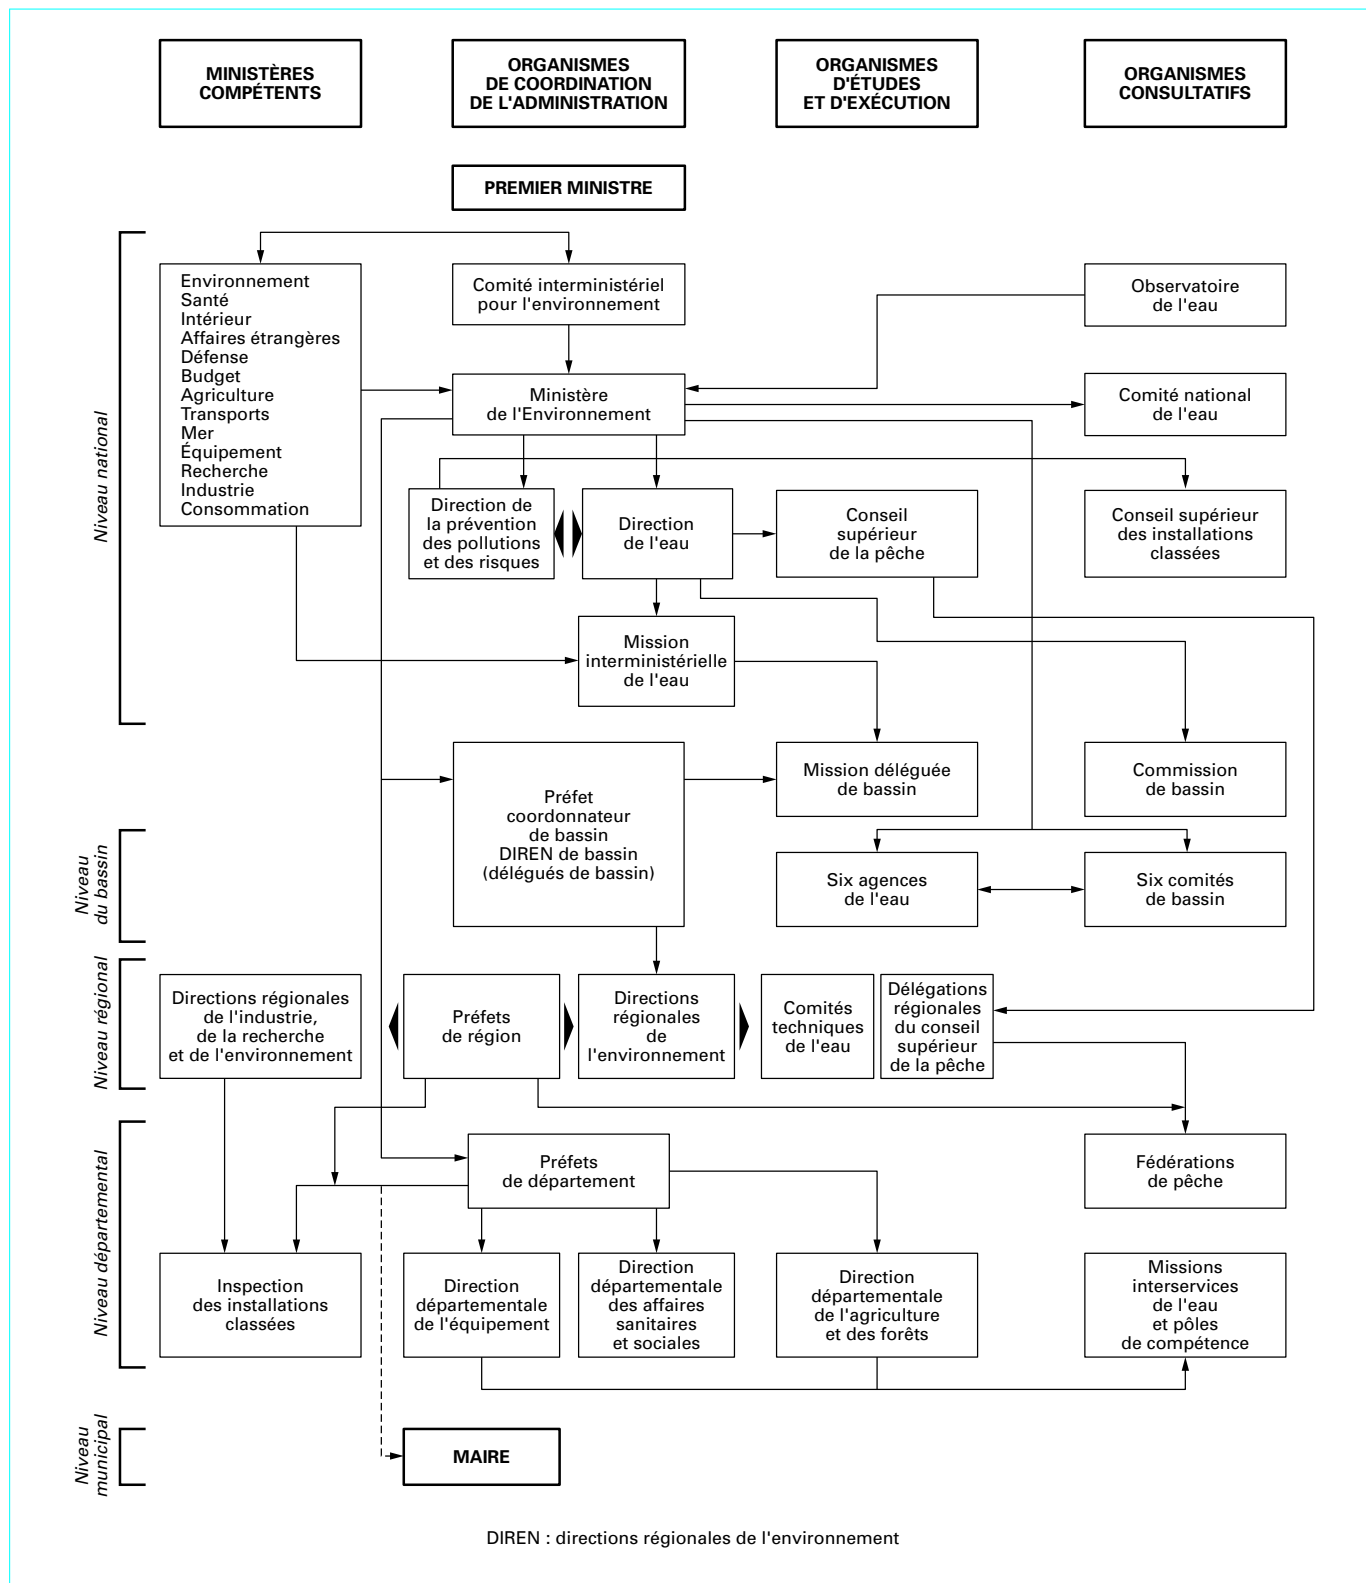 MINISTÈRES
COMPÉTENTS
ORGANISMES
DE COORDINATION
DE L'ADMINISTRATION
ORGANISMES
D'ÉTUDES
ET D'EXÉCUTION
ORGANISMES
CONSULTATIFS
PREMIER MINISTRE
Niveau national
Environnement
Santé
Intérieur
Affaires étrangères
Défense
Budget
Agriculture
Transports
Mer
Équipement
Recherche
Industrie
Consommation
Comité interministériel
pour l'environnement
Observatoire
de l'eau
Ministère
de l'Environnement
Comité national
de l'eau
Direction de
la prévention
des pollutions
et des risques
Direction
de l'eau
Conseil
supérieur
de la pêche
Conseil supérieur
des installations
classées
Mission
interministérielle
de l'eau
Niveau
du bassin
Préfet
coordonnateur
de bassin
DIREN de bassin
(délégués de bassin)
Mission déléguée
de bassin
Commission
de bassin
Six agences
de l'eau
Six comités
de bassin
Niveau régional
Directions régionales
de l'industrie,
de la recherche
et de l'environnement
Préfets
de région
Directions
régionales
de
l'environnement
Comités
techniques
de l'eau
Délégations
régionales
du conseil
supérieur
de la pêche
Niveau départemental
Préfets
de département
Fédérations
de pêche
Inspection
des installations
classées
Direction
départementale
de l'équipement
Direction
départementale
des affaires
sanitaires
et sociales
Direction
départementale
de l'agriculture
et des forêts
Missions
interservices
de l'eau
et pôles
de compétence
Niveau
municipal
MAIRE
DIREN : directions régionales de l'environnement